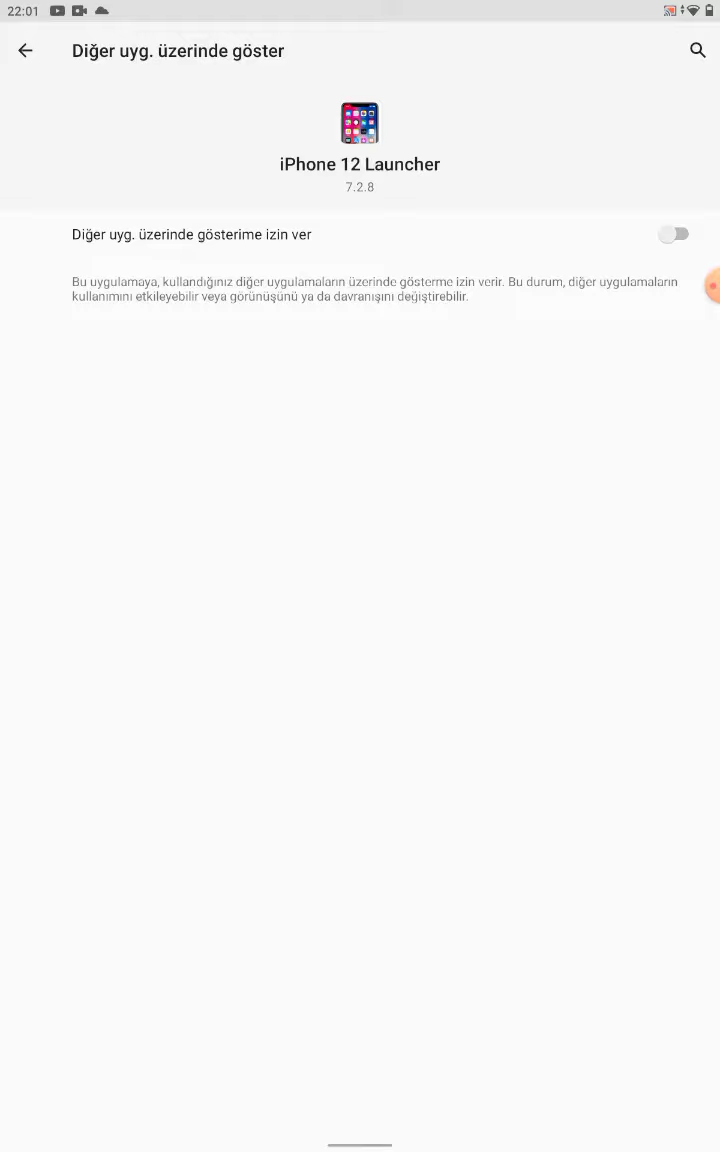 22:01
Diğer uyg. üzerinde göster
iPhone 12 Launcher
7.2.8
Diğer uyg. üzerinde gösterime izin ver
Bu uygulamaya, kullandığınız diğer uygulamaların üzerinde gösterme izin verir. Bu durum, diğer uygulamaların
kullanımını etkileyebilir veya görünüşünü ya da davranışını değiştirebilir.